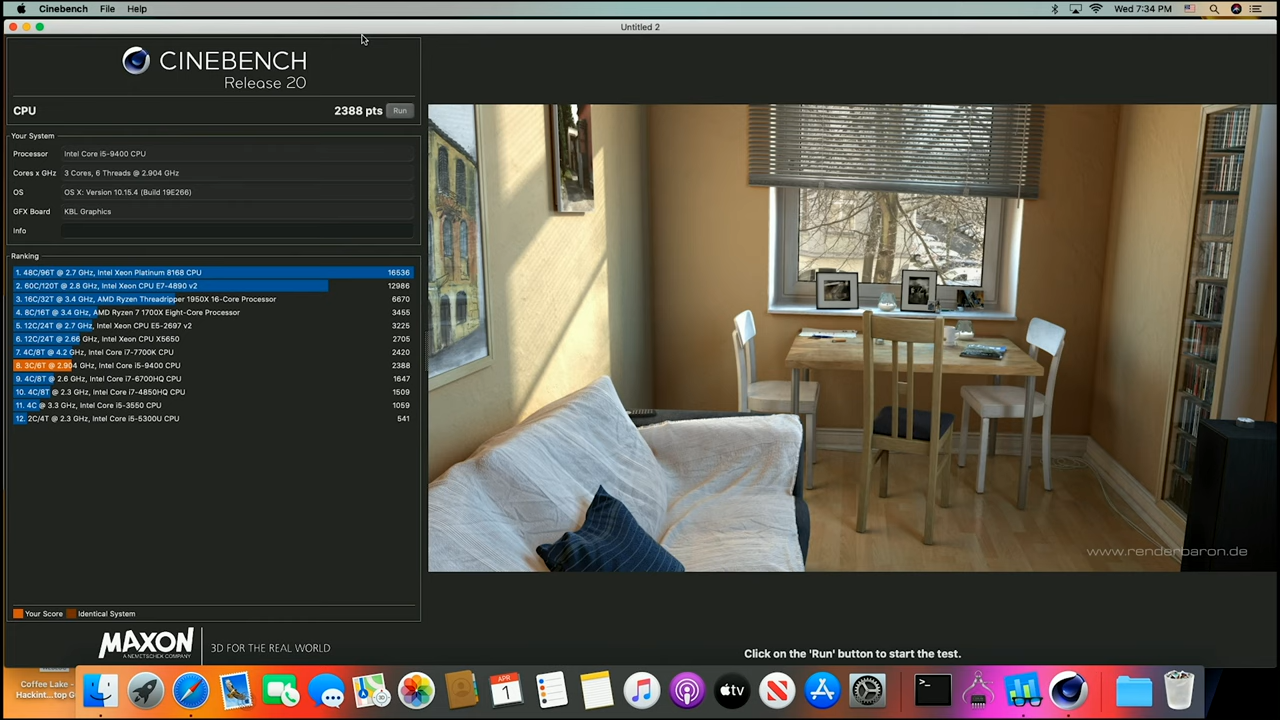 Cinebench File Help
Wed 7:34 PM
Untitled 2
CINEBENCH
Release 20
CPU 2388 pts Run
Your System
Processor Intel Core i5-9400 CPU
Cores x GHz 3 Cores, 6 Threads @ 2.904 GHz
OS OS X: Version 10.15.4 (Build 19E266)
GFX Board KBL Graphics
Info
Ranking
1. 48C/96T @ 2.7 GHz, Intel Xeon Platinum 8168 CPU 16536
2. 60C/120T @ 2.8 GHz, Intel Xeon CPU E7-4890 v2 12986
3. 16C/32T @ 3.4 GHz, AMD Ryzen Threadripper 1950X 16-Core Processor 6670
4. 8C/16T @ 3.4 GHz, AMD Ryzen 7 1700X Eight-Core Processor 3455
5. 12C/24T @ 2.7 GHz, Intel Xeon CPU E5-2697 v2 3225
6. 12C/24T @ 2.66 GHz, Intel Xeon CPU X5650 2705
7. 4C/8T @ 4.2 GHz, Intel Core i7-7700K CPU 2420
8. 3C/6T @ 2.904 GHz, Intel Core i5-9400 CPU 2388
9. 4C/8T @ 2.6 GHz, Intel Core i7-6700HQ CPU 1647
10. 4C/8T @ 2.3 GHz, Intel Core i7-4850HQ CPU 1509
11. 4C @ 3.3 GHz, Intel Core i5-3550 CPU 1059
12. 2C/4T @ 2.3 GHz, Intel Core i5-5300U CPU 541
www.renderbaron.de
Your Score Identical System
MAXON
A NEMETSCHEK COMPANY
3D FOR THE REAL WORLD
Click on the 'Run' button to start the test.
Coffee Lake -
Hackint...top G
APR
1
tv